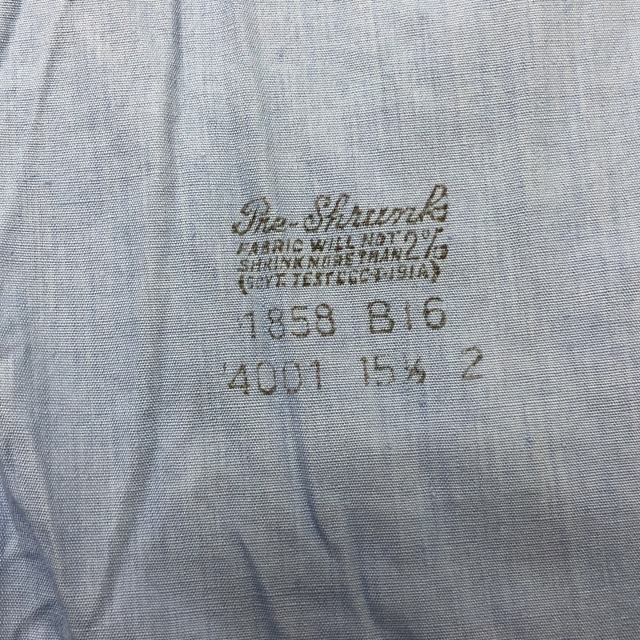 Pre-Shrunk
FABRIC WILL NOT
SHRINK MORE THAN 2%
(GOVT. TEST CCC-T-191A)
1858 B16
4001 15½ 2